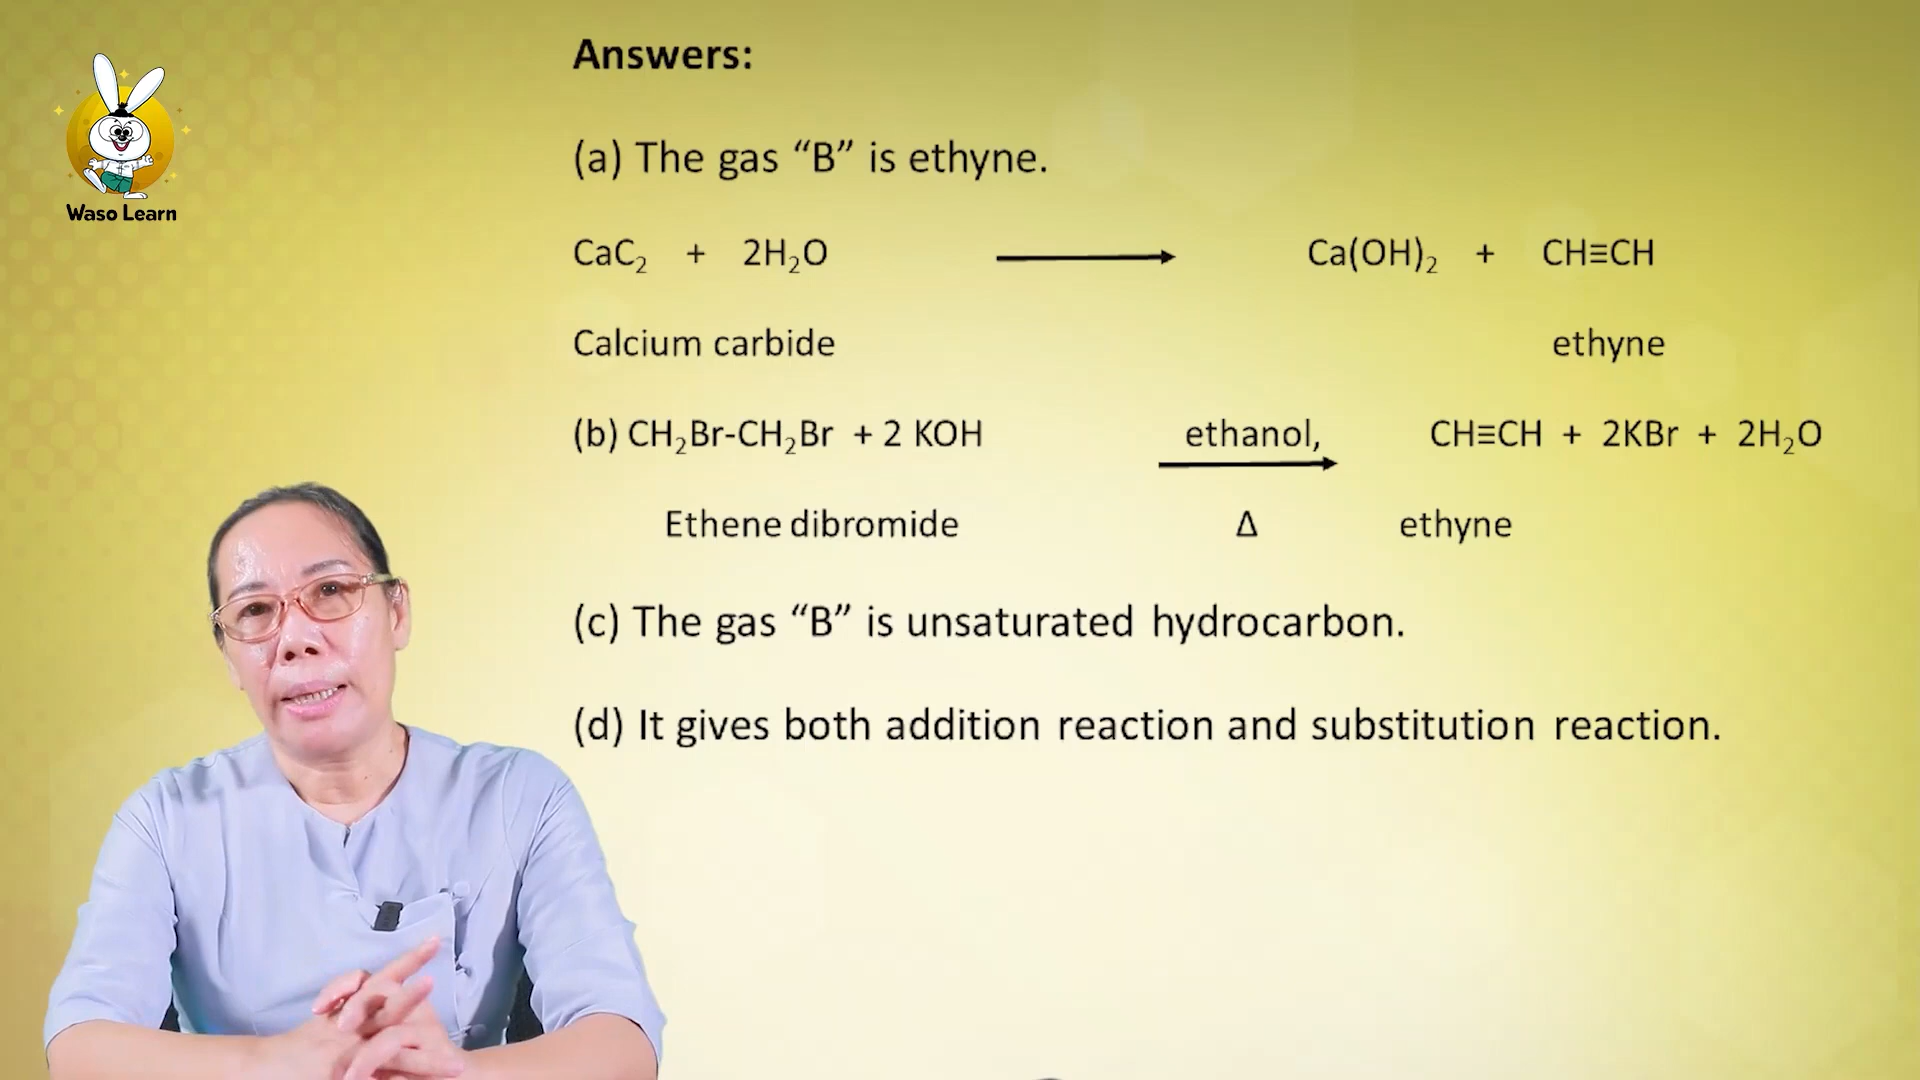 Waso Learn
Answers:
(a) The gas “B” is ethyne.
CaC₂ + 2H₂O ⟶ Ca(OH)₂ + CH≡CH
Calcium carbide ethyne
(b) CH₂Br-CH₂Br + 2 KOH ethanol, CH≡CH + 2KBr + 2H₂O
Ethene dibromide Δ ethyne
(c) The gas “B” is unsaturated hydrocarbon.
(d) It gives both addition reaction and substitution reaction.